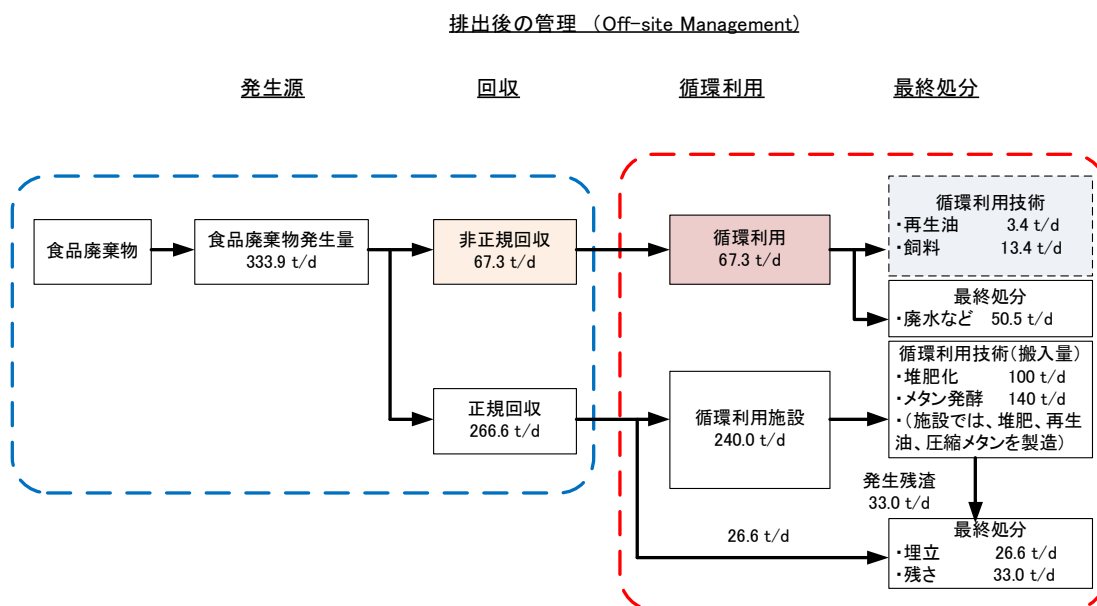 排出後の管理 (Off-site Management)
発生源
回収
循環利用
最終処分
食品廃棄物
食品廃棄物発生量
333.9 t/d
非正規回収
67.3 t/d
循環利用
67.3 t/d
循環利用技術
・再生油 3.4 t/d
・飼料 13.4 t/d
最終処分
・廃水など 50.5 t/d
正規回収
266.6 t/d
循環利用施設
240.0 t/d
循環利用技術(搬入量)
・堆肥化 100 t/d
・メタン発酵 140 t/d
・(施設では、堆肥、再生
油、圧縮メタンを製造)
発生残渣
33.0 t/d
26.6 t/d
最終処分
・埋立 26.6 t/d
・残さ 33.0 t/d